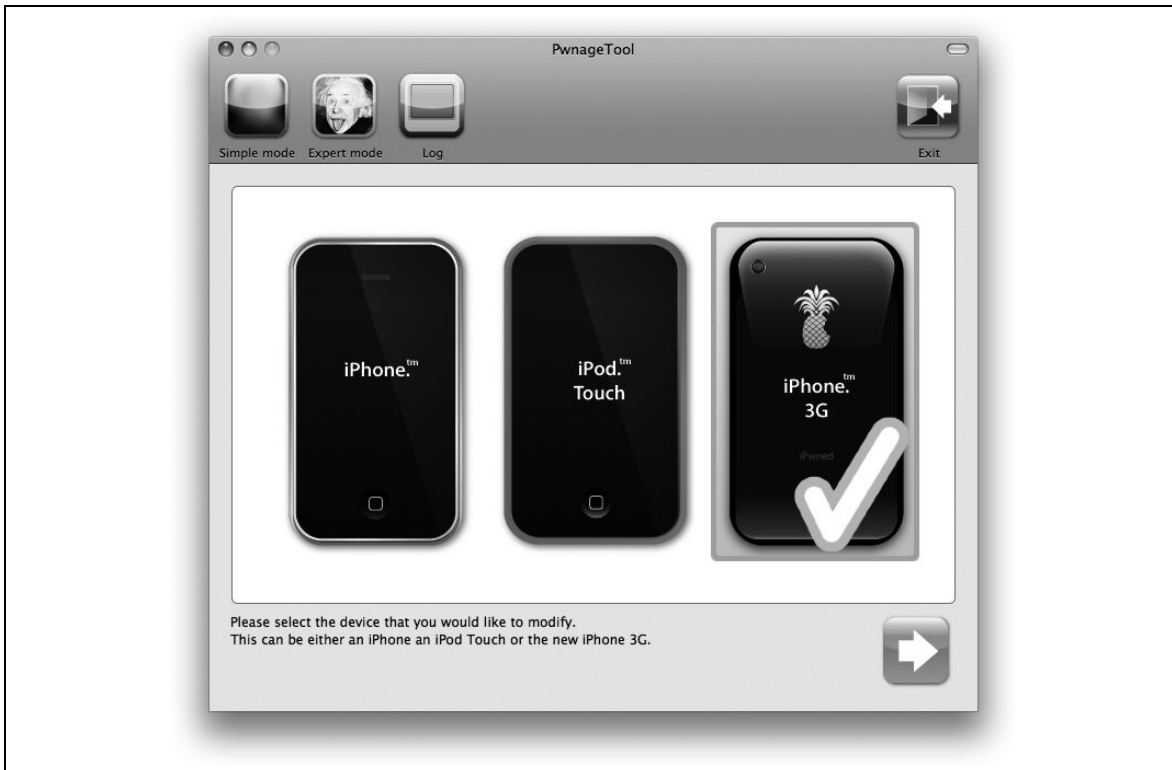 PwnageTool
Simple mode
Expert mode
Log
Exit
iPhone.™
iPod.™
Touch
iPhone.™
3G
iPwned
Please select the device that you would like to modify.
This can be either an iPhone an iPod Touch or the new iPhone 3G.